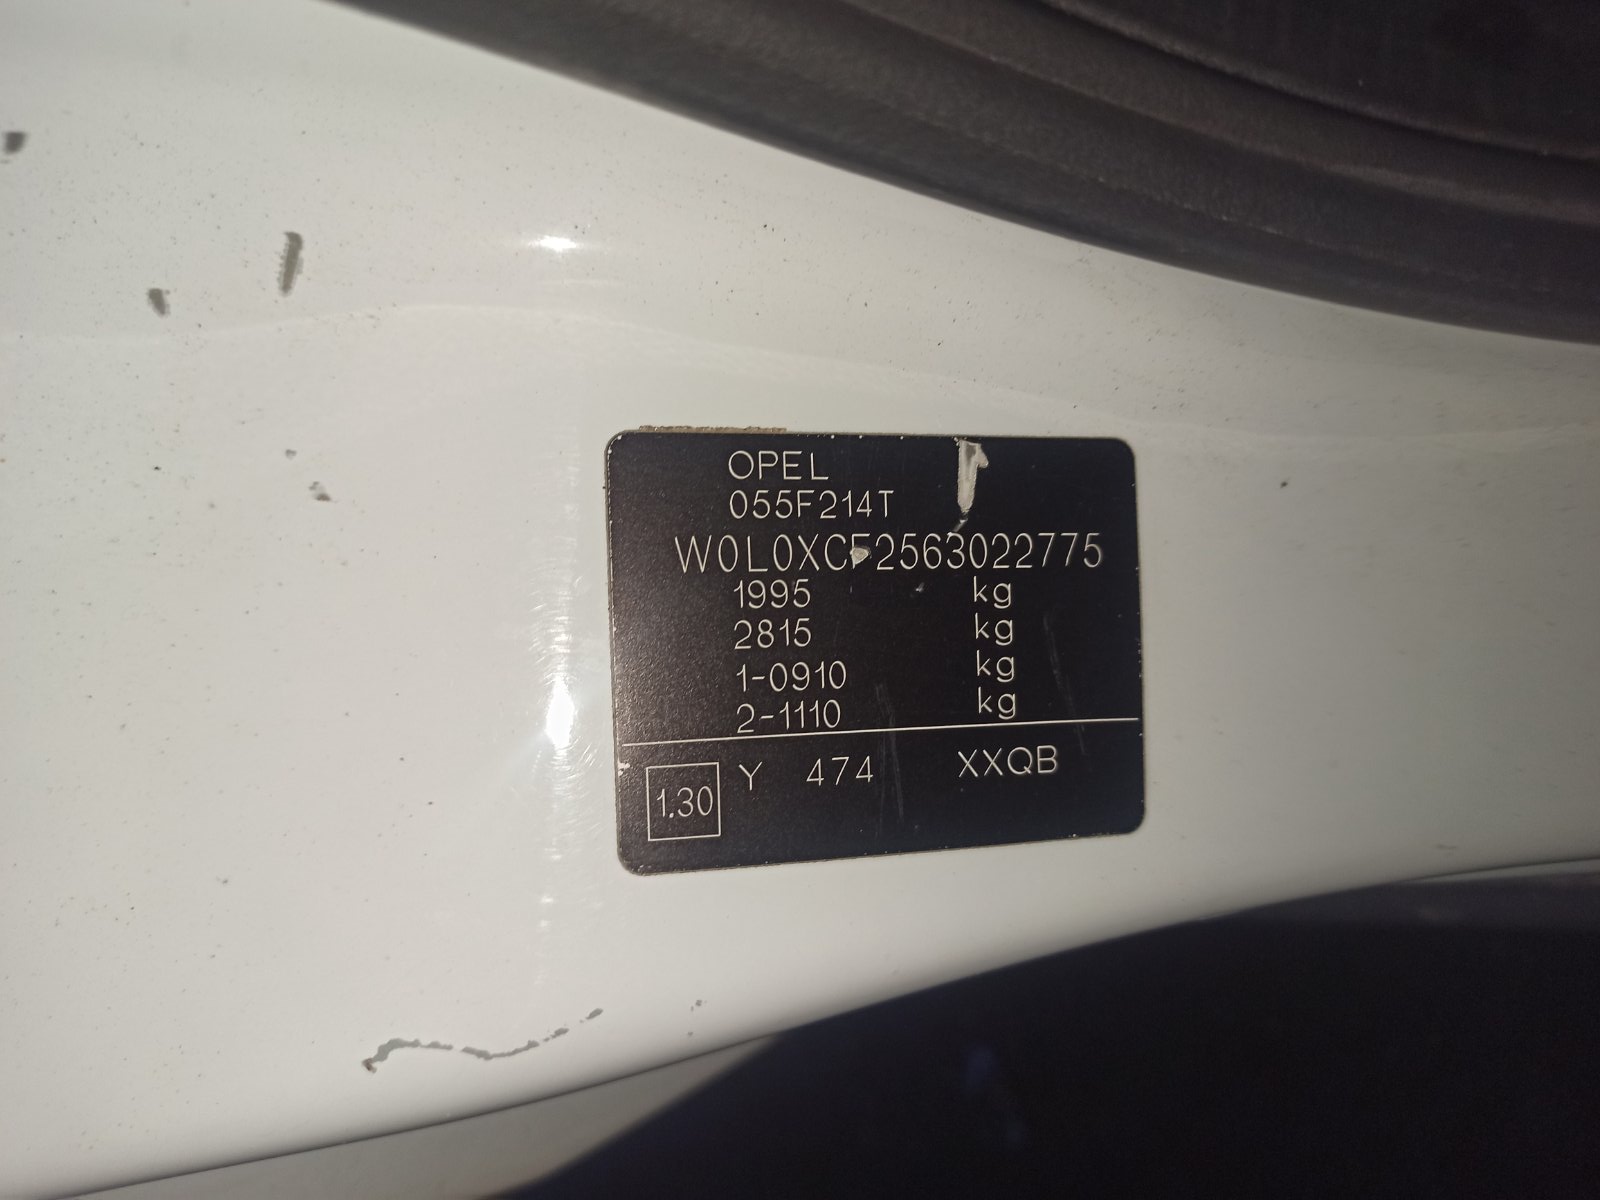 OPEL
055F214T
W0L0XCF2563022775
1995 kg
2815 kg
1-0910 kg
2-1110 kg
1.30 Y 474 XXQB